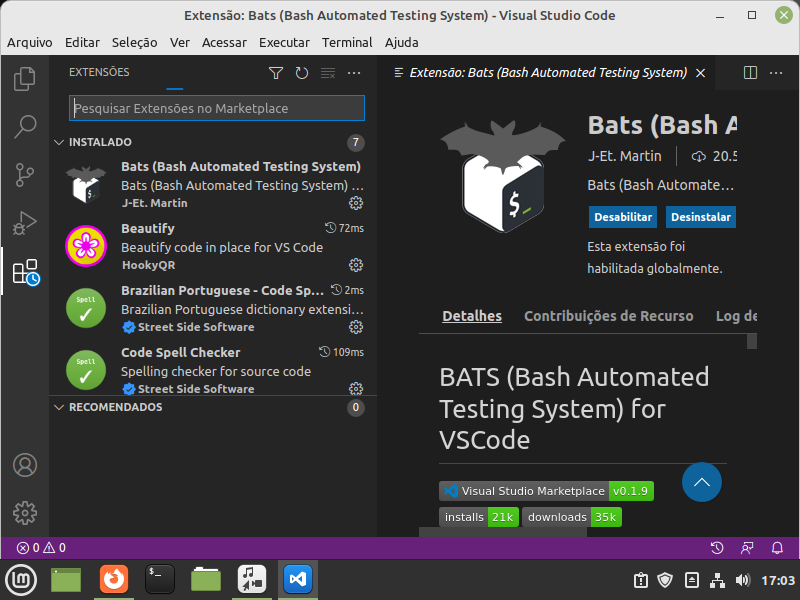 Extensão: Bats (Bash Automated Testing System) - Visual Studio Code
Arquivo Editar Seleção Ver Acessar Executar Terminal Ajuda
EXTENSÕES
Pesquisar Extensões no Marketplace
INSTALADO 7
Bats (Bash Automated Testing System)
Bats (Bash Automated Testing System) ...
J-Et. Martin
Beautify 72ms
Beautify code in place for VS Code
HookyQR
Spell
Brazilian Portuguese - Code Sp... 2ms
Brazilian Portuguese dictionary extensi...
Street Side Software
Spell
Code Spell Checker 109ms
Spelling checker for source code
Street Side Software
RECOMENDADOS 0
Extensão: Bats (Bash Automated Testing System)
$_
Bats (Bash A
J-Et. Martin 20.5
Bats (Bash Automate...
Desabilitar Desinstalar
Esta extensão foi
habilitada globalmente.
Detalhes Contribuições de Recurso Log de
BATS (Bash Automated
Testing System) for
VSCode
Visual Studio Marketplace v0.1.9
installs 21k downloads 35k
0 0
17:03